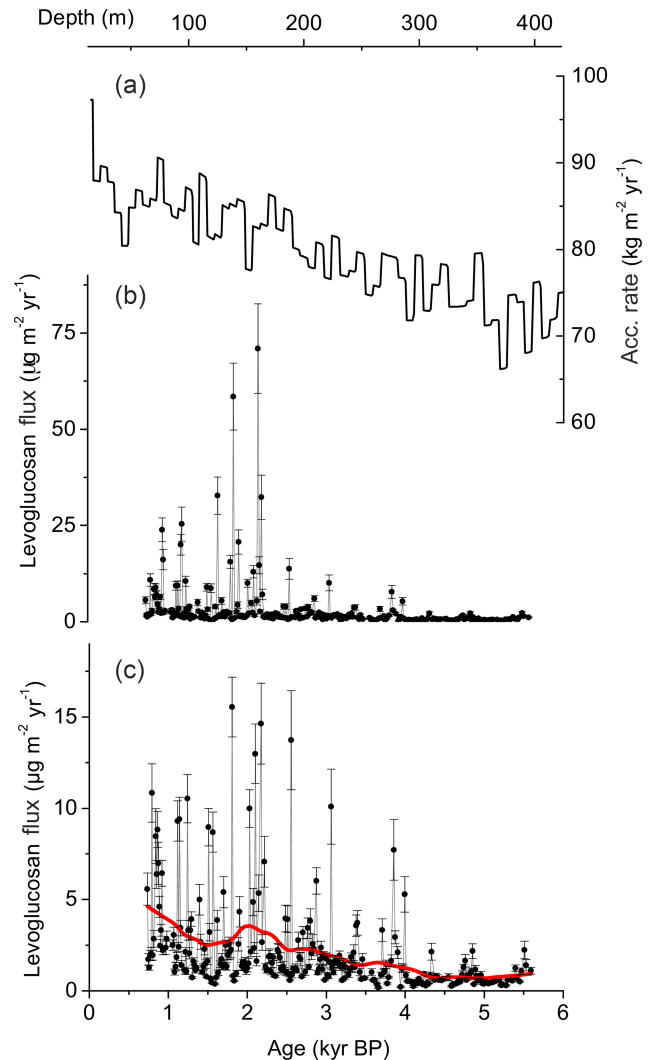 Depth (m) 100 200 300 400
(a)
100
90
80
70
60
Acc. rate (kg m⁻² yr⁻¹)
(b)
75
50
25
0
Levoglucosan flux (µg m⁻² yr⁻¹)
(c)
15
10
5
0
Levoglucosan flux (µg m⁻² yr⁻¹)
0 1 2 3 4 5 6
Age (kyr BP)